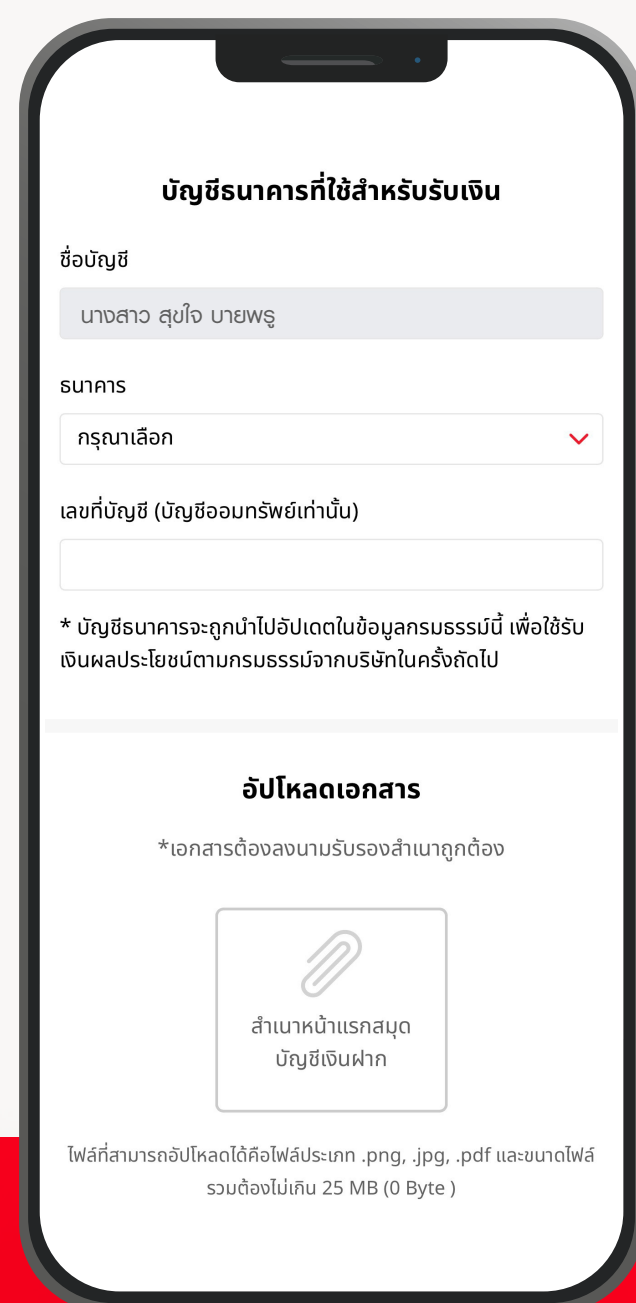 บัญชีธนาคารที่ใช้สำหรับรับเงิน
ชื่อบัญชี
นางสาว สุขใจ บายพรู
ธนาคาร
กรุณาเลือก
เลขที่บัญชี (บัญชีออมทรัพย์เท่านั้น)
* บัญชีธนาคารจะถูกนำไปอัปเดตในข้อมูลกรมธรรม์นี้ เพื่อใช้รับ
เงินผลประโยชน์ตามกรมธรรม์จากบริษัทในครั้งถัดไป
อัปโหลดเอกสาร
*เอกสารต้องลงนามรับรองสำเนาถูกต้อง
สำเนาหน้าแรกสมุด
บัญชีเงินฝาก
ไฟล์ที่สามารถอัปโหลดได้คือไฟล์ประเภท .png, .jpg, .pdf และขนาดไฟล์
รวมต้องไม่เกิน 25 MB (0 Byte )